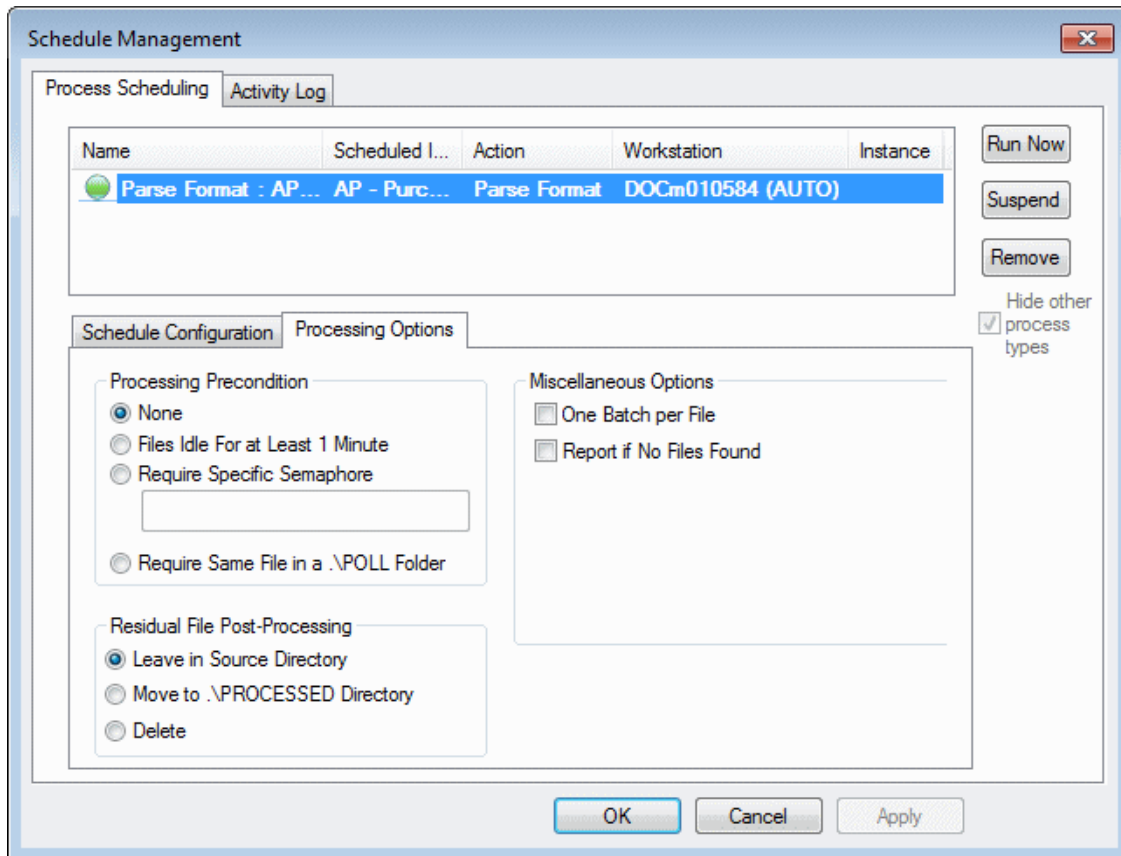 Schedule Management
Process Scheduling
Activity Log
Name Scheduled I... Action Workstation Instance
Parse Format : AP... AP - Purc... Parse Format DOCm010584 (AUTO)
Run Now
Suspend
Remove
Hide other
process
types
Schedule Configuration
Processing Options
Processing Precondition
None
Files Idle For at Least 1 Minute
Require Specific Semaphore
Require Same File in a .\POLL Folder
Miscellaneous Options
One Batch per File
Report if No Files Found
Residual File Post-Processing
Leave in Source Directory
Move to .\PROCESSED Directory
Delete
OK
Cancel
Apply